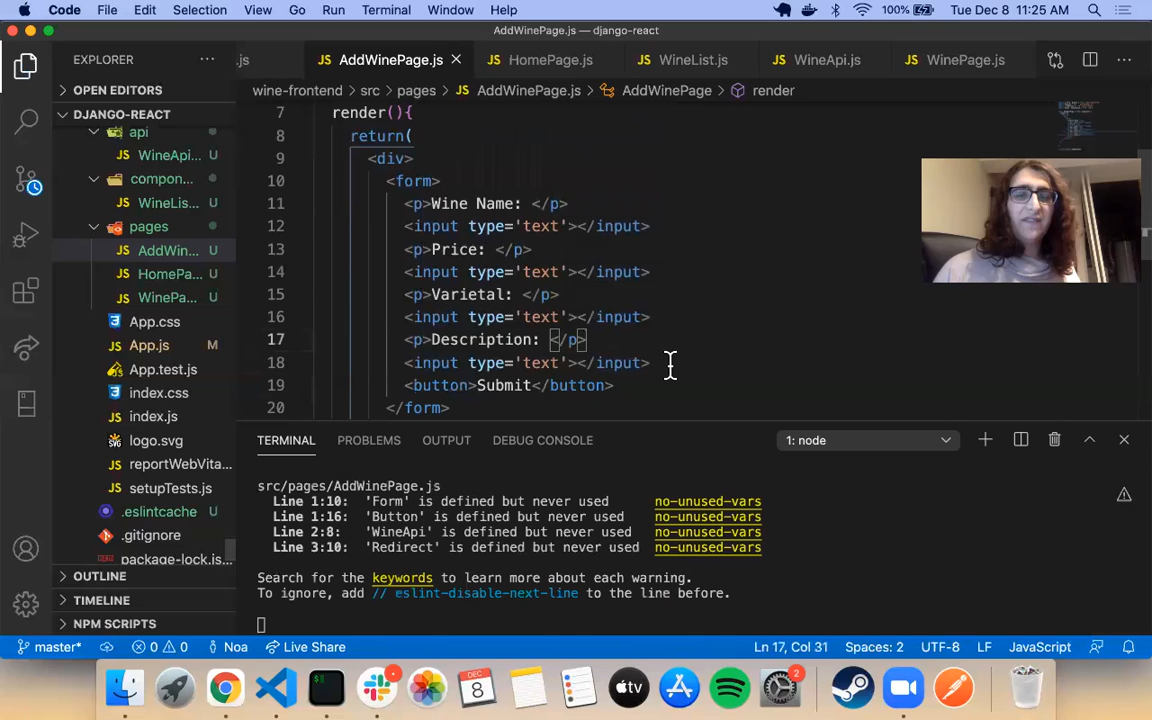 Code File Edit Selection View Go Run Terminal Window Help 100% Tue Dec 8 11:25 AM
AddWinePage.js — django-react
EXPLORER
.js AddWinePage.js HomePage.js WineList.js WineApi.js WinePage.js
OPEN EDITORS
wine-frontend > src > pages > JS AddWinePage.js > AddWinePage > render
DJANGO-REACT
api
JS WineApi... U
compon...
JS WineLis... U
pages
JS AddWin... U
JS HomePa... U
JS WinePa... U
App.css
App.js M
App.test.js
index.css
index.js
logo.svg
reportWebVita...
setupTests.js
.eslintcache
.gitignore
package-lock.js...
OUTLINE
TIMELINE
NPM SCRIPTS
7 render(){
8 return(
9 <div>
10 <form>
11 <p>Wine Name: </p>
12 <input type='text'></input>
13 <p>Price: </p>
14 <input type='text'></input>
15 <p>Varietal: </p>
16 <input type='text'></input>
17 <p>Description: </p>
18 <input type='text'></input>
19 <button>Submit</button>
20 </form>
TERMINAL PROBLEMS OUTPUT DEBUG CONSOLE 1: node
src/pages/AddWinePage.js
Line 1:10: 'Form' is defined but never used no-unused-vars
Line 1:16: 'Button' is defined but never used no-unused-vars
Line 2:8: 'WineApi' is defined but never used no-unused-vars
Line 3:10: 'Redirect' is defined but never used no-unused-vars
Search for the keywords to learn more about each warning.
To ignore, add // eslint-disable-next-line to the line before.
master* 0 0 Noa Live Share Ln 17, Col 31 Spaces: 2 UTF-8 LF JavaScript
DEC
8
tv
2